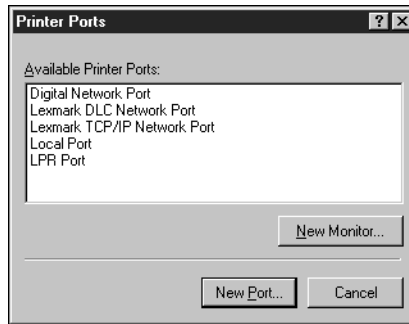 Printer Ports
Available Printer Ports:
Digital Network Port
Lexmark DLC Network Port
Lexmark TCP/IP Network Port
Local Port
LPR Port
New Monitor...
New Port... Cancel